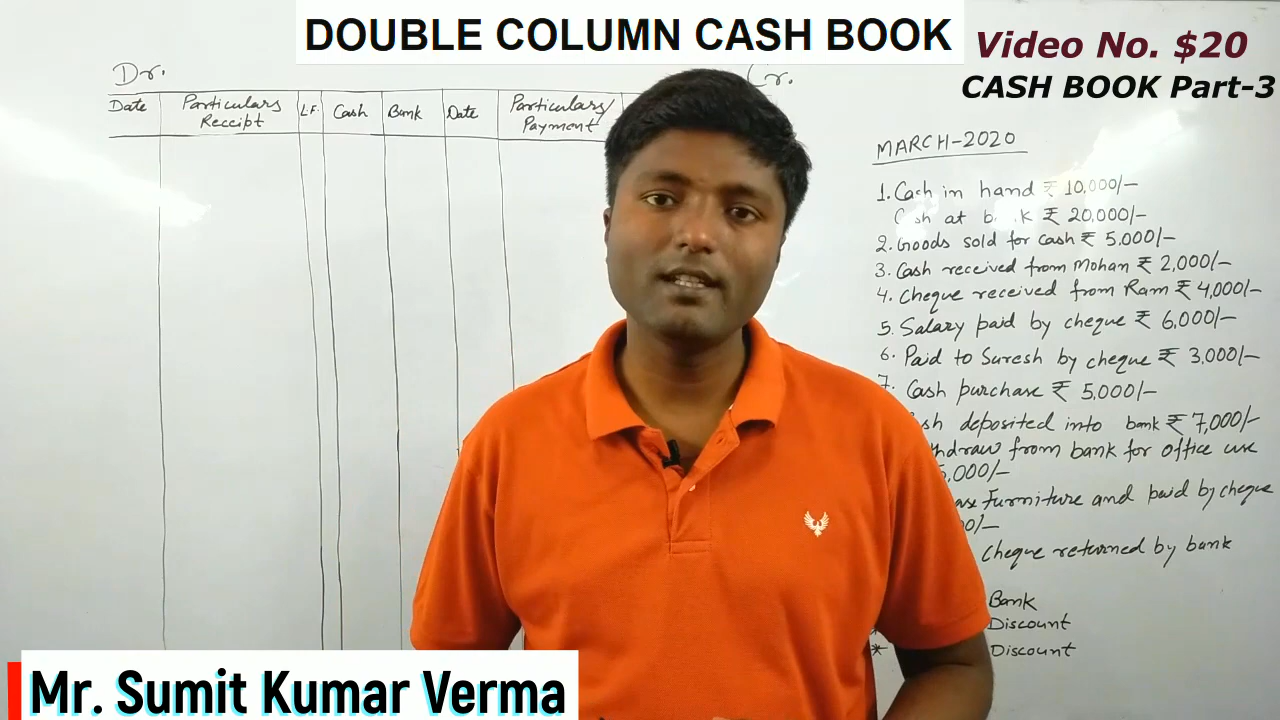 DOUBLE COLUMN CASH BOOK
Video No. $20
CASH BOOK Part-3
Dr.
Cr.
Date
Particulars
Receipt
LF.
Cash
Bank
Date
Particulars/
Payment
MARCH-2020
1. Cash in hand ₹ 10,000/-
at ₹ 20,000/-
2. Goods sold for cash ₹ 5,000/-
3. Cash received from Mohan ₹ 2,000/-
4. Cheque received from Ram ₹ 4,000/-
5. Salary paid by cheque ₹ 6,000/-
6. Paid to Suresh by cheque ₹ 3,000/-
7. Cash purchase ₹ 5,000/-
deposited into bank ₹ 7,000/-
from bank for office use
Furniture and paid by cheque
cheque returned by bank
Bank
Discount
* Discount
Mr. Sumit Kumar Verma